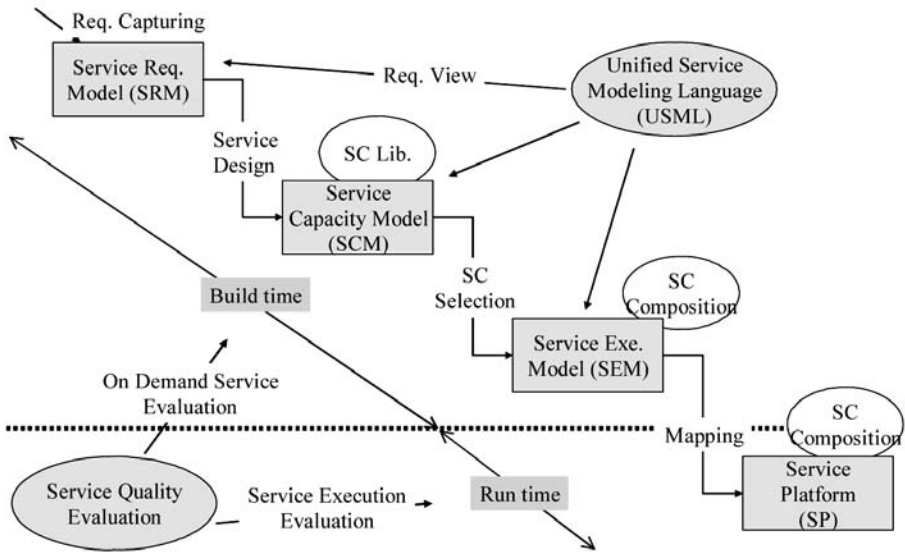 Req. Capturing
Service Req.
Model (SRM)
Req. View
Unified Service
Modeling Language
(USML)
Service
Design
SC Lib.
Service
Capacity Model
(SCM)
SC
Selection
SC
Composition
Build time
Service Exe.
Model (SEM)
On Demand Service
Evaluation
SC
Composition
Mapping
Service Quality
Evaluation
Service Execution
Evaluation
Run time
Service
Platform
(SP)